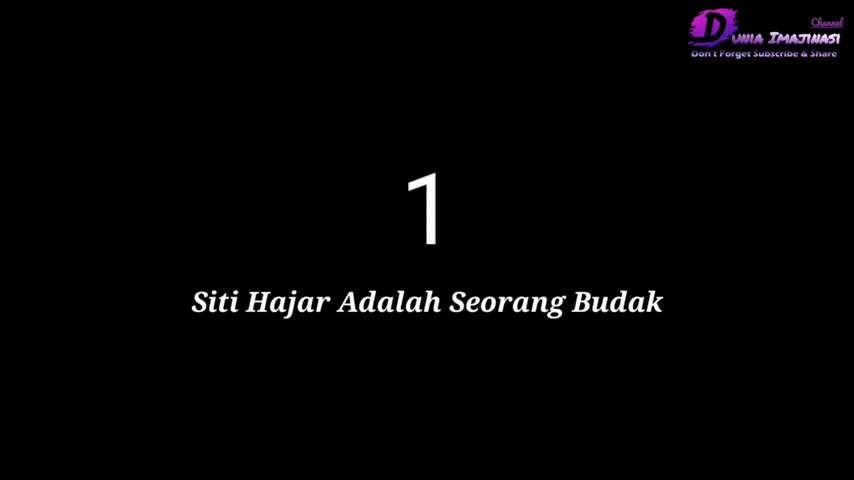 Channel
Dunia Imajinasi
Don't Forget Subscribe & Share
1
Siti Hajar Adalah Seorang Budak